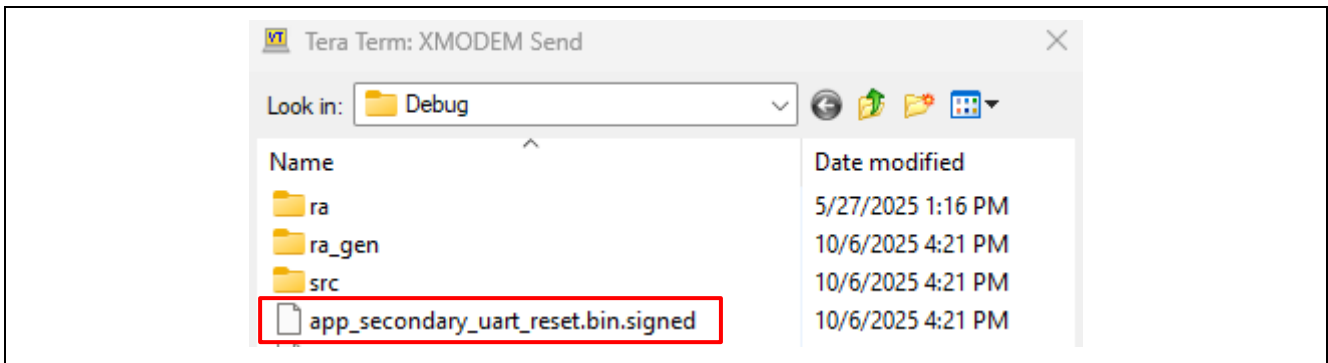 VT Tera Term: XMODEM Send
Look in: Debug
Name Date modified
ra 5/27/2025 1:16 PM
ra_gen 10/6/2025 4:21 PM
src 10/6/2025 4:21 PM
app_secondary_uart_reset.bin.signed 10/6/2025 4:21 PM